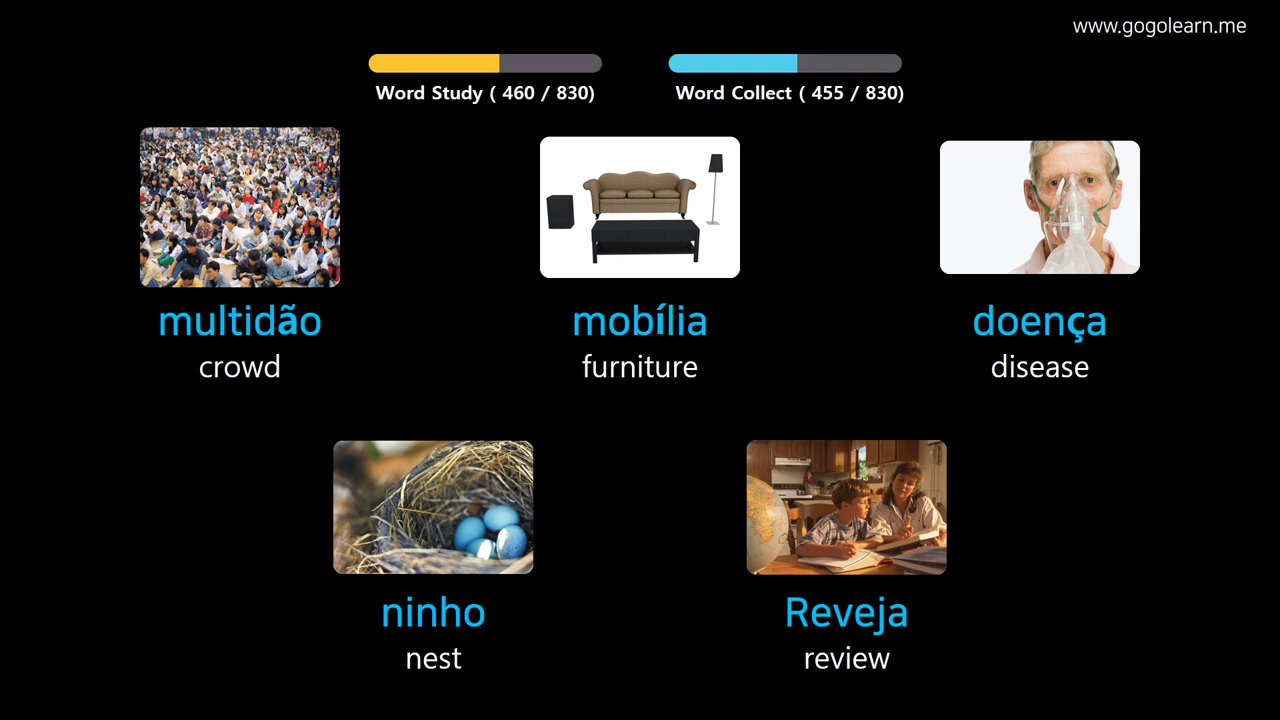 www.gogolearn.me
Word Study ( 460 / 830)
Word Collect ( 455 / 830)
multidão
crowd
mobília
furniture
doença
disease
ninho
nest
Reveja
review